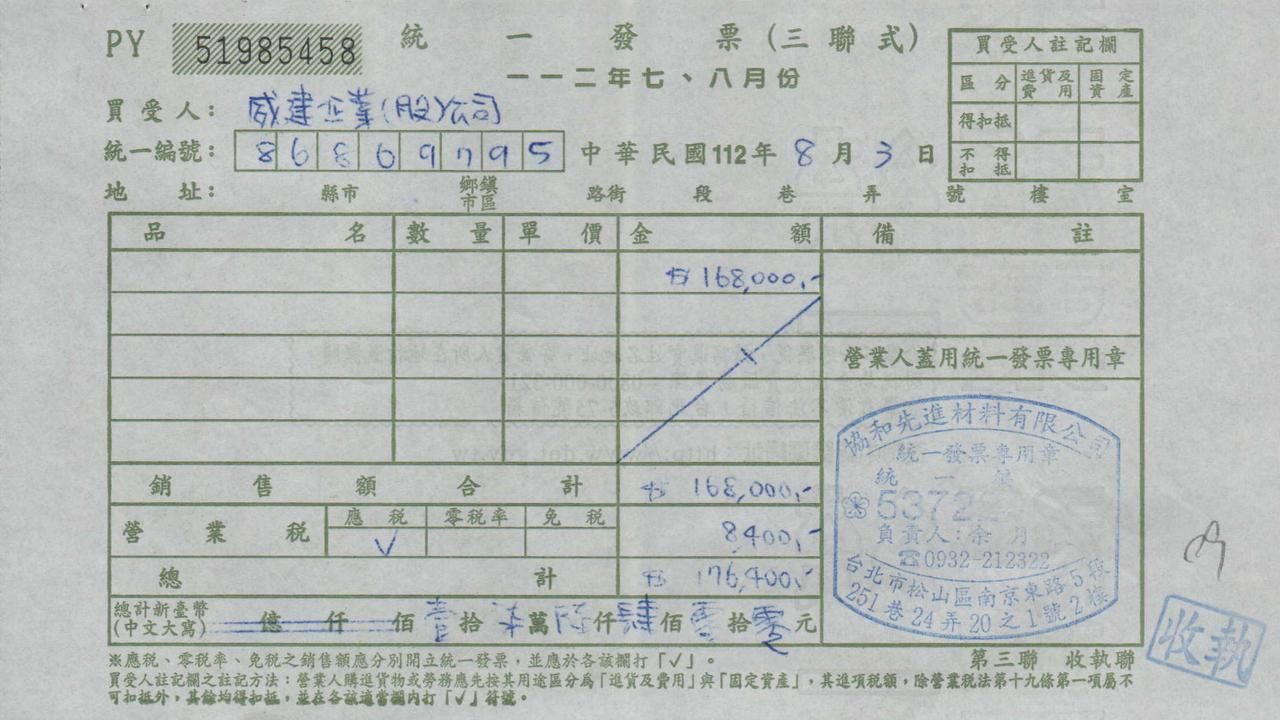 PY 51985458 統一發票(三聯式)
一一二年七、八月份
買受人註記欄
區分 進貨及費用 固定資產
得扣抵
不得扣抵
買受人: 威建企業(股)公司
統一編號: 86869795 中華民國112年8月3日
地址: 縣市 鄉鎮市區 路街 段 巷 弄 號 樓 室
品名 數量 單價 金額 備註
$168,000.-
營業人蓋用統一發票專用章
銷售額合計 $168,000.-
營業稅 應稅 零稅率 免稅 8,400.-
√
總計 $176,400.-
總計新臺幣(中文大寫) 億仟佰壹拾柒萬陸仟肆佰零拾零元
協和先進材料有限公司
統一發票專用章
統一編
5372
負責人:余月
☎0932-212322
台北市松山區南京東路5段
251巷24弄20之1號2樓
收執
※應稅、零稅率、免稅之銷售額應分別開立統一發票,並應於各該欄打「√」。
第三聯 收執聯
買受人註記欄之註記方法:營業人購進貨物或勞務應先按其用途區分為「進貨及費用」與「固定資產」,其進項稅額,除營業稅法第十九條第一項屬不
可扣抵外,其餘均得扣抵,並在各該適當欄內打「√」符號。